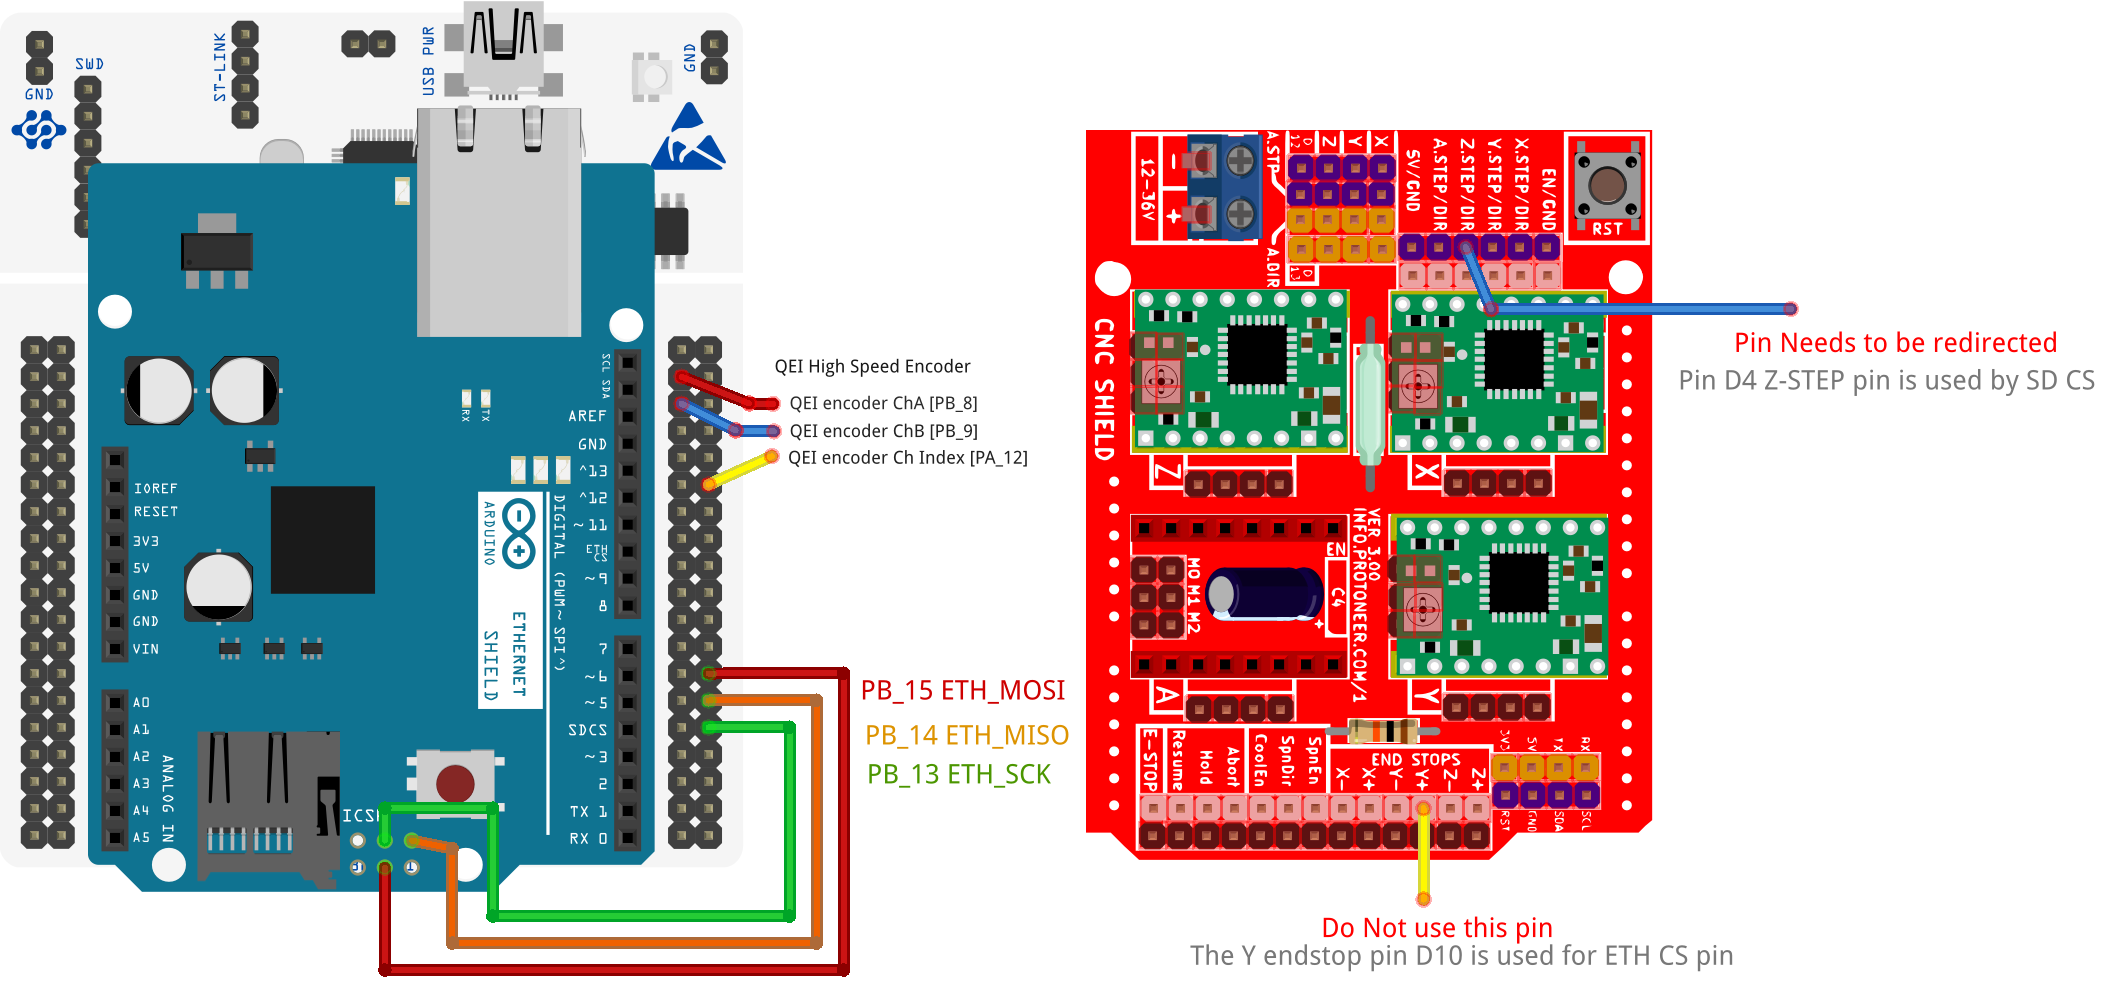 GND
SWD
ST-LINK
USB PWR
GND
SCL SDA
AREF
GND
^13
^12
~ 11
ETH
CS
~ 9
8
7
~ 6
~ 5
SDCS
~ 3
2
TX 1
RX 0
RX
TX
IOREF
RESET
3V3
5V
GND
GND
VIN
A0
A1
A2
A3
A4
A5
ANALOG IN
ICSP
1
ARDUINO
ETHERNET
SHIELD
DIGITAL (PWM~ SPI^)
QEI High Speed Encoder
QEI encoder ChA [PB_8]
QEI encoder ChB [PB_9]
QEI encoder Ch Index [PA_12]
PB_15 ETH_MOSI
PB_14 ETH_MISO
PB_13 ETH_SCK
12-36V
-
+
A.STP
D12
Z
Y
X
A.DIR
D13
5V/GND
A.STEP/DIR
Z.STEP/DIR
Y.STEP/DIR
X.STEP/DIR
EN/GND
RST
CNC SHIELD
Z
X
VER 3.00
INFO.PROTONEER.COM/1
EN
M0 M1 M2
C4
+
A
Y
E-STOP
Resume
Hold
Abort
CoolEn
SpnDir
SpnEn
END STOPS
X-
X+
Y-
Y+
Z-
Z+
3V3
5V
TX
RX
RST
GND
SDA
SCL
Pin Needs to be redirected
Pin D4 Z-STEP pin is used by SD CS
Do Not use this pin
The Y endstop pin D10 is used for ETH CS pin